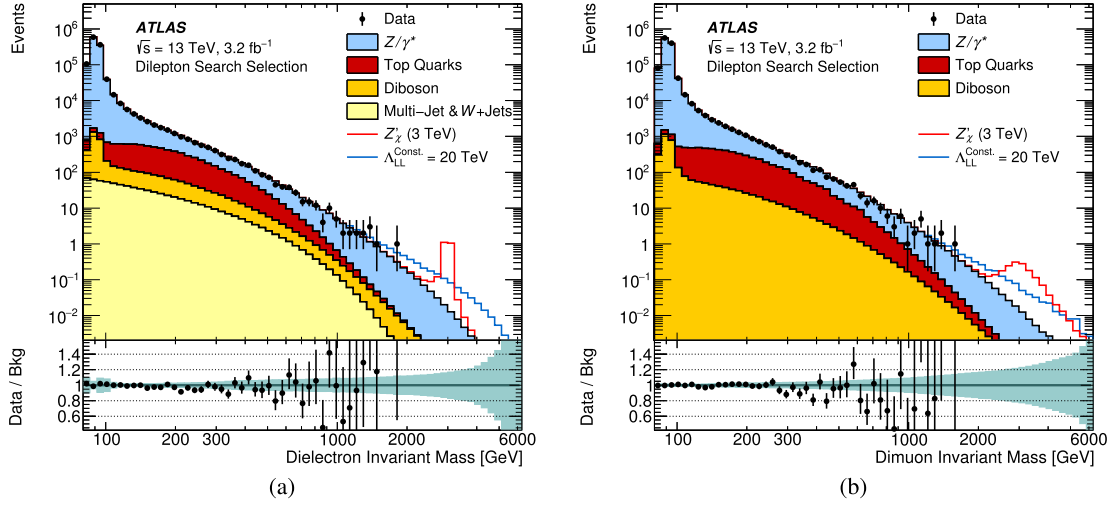 Events
10⁶
10⁵
10⁴
10³
10²
10
1
10⁻¹
10⁻²
ATLAS
√s = 13 TeV, 3.2 fb⁻¹
Dilepton Search Selection
Data
Z/γ*
Top Quarks
Diboson
Multi−Jet & W+Jets
Z′χ (3 TeV)
Λ Const. LL = 20 TeV
Data / Bkg
1.4
1.2
1
0.8
0.6
100 200 300 1000 2000 6000
Dielectron Invariant Mass [GeV]
(a)
Events
10⁶
10⁵
10⁴
10³
10²
10
1
10⁻¹
10⁻²
ATLAS
√s = 13 TeV, 3.2 fb⁻¹
Dilepton Search Selection
Data
Z/γ*
Top Quarks
Diboson
Z′χ (3 TeV)
Λ Const. LL = 20 TeV
Data / Bkg
1.4
1.2
1
0.8
0.6
100 200 300 1000 2000 6000
Dimuon Invariant Mass [GeV]
(b)